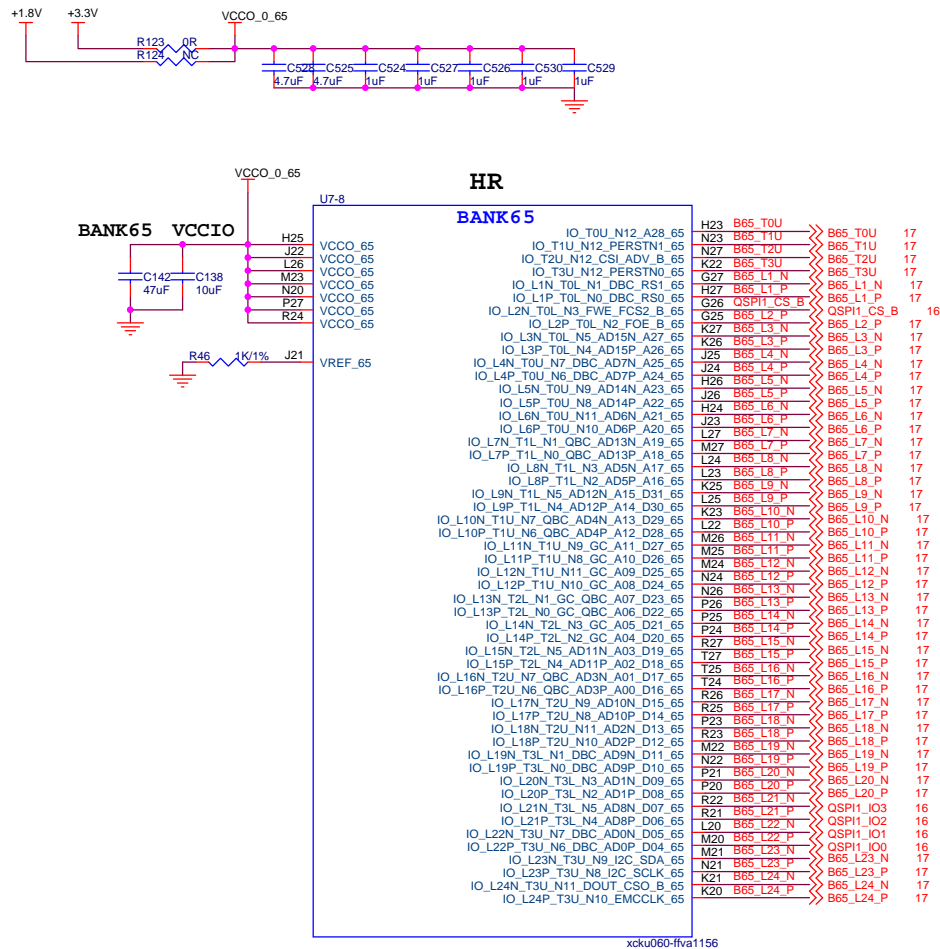 +1.8V +3.3V VCCO_0_65
R123 0R
R124 NC
C528 C525 C524 C527 C526 C530 C529
4.7uF 4.7uF 1uF 1uF 1uF 1uF 1uF
VCCO_0_65
HR
U7-8
BANK65 VCCIO
BANK65
C142 C138
47uF 10uF
H25 VCCO_65
J22 VCCO_65
L26 VCCO_65
M23 VCCO_65
N20 VCCO_65
P27 VCCO_65
R24 VCCO_65
R46 1K/1% J21 VREF_65
IO_T0U_N12_A28_65 H23 B65_T0U B65_T0U 17
IO_T1U_N12_PERSTN1_65 N23 B65_T1U B65_T1U 17
IO_T2U_N12_CSI_ADV_B_65 N27 B65_T2U B65_T2U 17
IO_T3U_N12_PERSTN0_65 K22 B65_T3U B65_T3U 17
IO_L1N_T0L_N1_DBC_RS1_65 G27 B65_L1_N B65_L1_N 17
IO_L1P_T0L_N0_DBC_RS0_65 H27 B65_L1_P B65_L1_P 17
IO_L2N_T0L_N3_FWE_FCS2_B_65 G26 QSPI1_CS_B QSPI1_CS_B 16
IO_L2P_T0L_N2_FOE_B_65 G25 B65_L2_P B65_L2_P 17
IO_L3N_T0L_N5_AD15N_A27_65 K27 B65_L3_N B65_L3_N 17
IO_L3P_T0L_N4_AD15P_A26_65 K26 B65_L3_P B65_L3_P 17
IO_L4N_T0U_N7_DBC_AD7N_A25_65 J25 B65_L4_N B65_L4_N 17
IO_L4P_T0U_N6_DBC_AD7P_A24_65 J24 B65_L4_P B65_L4_P 17
IO_L5N_T0U_N9_AD14N_A23_65 H26 B65_L5_N B65_L5_N 17
IO_L5P_T0U_N8_AD14P_A22_65 J26 B65_L5_P B65_L5_P 17
IO_L6N_T0U_N11_AD6N_A21_65 H24 B65_L6_N B65_L6_N 17
IO_L6P_T0U_N10_AD6P_A20_65 J23 B65_L6_P B65_L6_P 17
IO_L7N_T1L_N1_QBC_AD13N_A19_65 L27 B65_L7_N B65_L7_N 17
IO_L7P_T1L_N0_QBC_AD13P_A18_65 M27 B65_L7_P B65_L7_P 17
IO_L8N_T1L_N3_AD5N_A17_65 L24 B65_L8_N B65_L8_N 17
IO_L8P_T1L_N2_AD5P_A16_65 L23 B65_L8_P B65_L8_P 17
IO_L9N_T1L_N5_AD12N_A15_D31_65 K25 B65_L9_N B65_L9_N 17
IO_L9P_T1L_N4_AD12P_A14_D30_65 L25 B65_L9_P B65_L9_P 17
IO_L10N_T1U_N7_QBC_AD4N_A13_D29_65 K23 B65_L10_N B65_L10_N 17
IO_L10P_T1U_N6_QBC_AD4P_A12_D28_65 L22 B65_L10_P B65_L10_P 17
IO_L11N_T1U_N9_GC_A11_D27_65 M26 B65_L11_N B65_L11_N 17
IO_L11P_T1U_N8_GC_A10_D26_65 M25 B65_L11_P B65_L11_P 17
IO_L12N_T1U_N11_GC_A09_D25_65 M24 B65_L12_N B65_L12_N 17
IO_L12P_T1U_N10_GC_A08_D24_65 N24 B65_L12_P B65_L12_P 17
IO_L13N_T2L_N1_GC_QBC_A07_D23_65 N26 B65_L13_N B65_L13_N 17
IO_L13P_T2L_N0_GC_QBC_A06_D22_65 P26 B65_L13_P B65_L13_P 17
IO_L14N_T2L_N3_GC_A05_D21_65 P25 B65_L14_N B65_L14_N 17
IO_L14P_T2L_N2_GC_A04_D20_65 P24 B65_L14_P B65_L14_P 17
IO_L15N_T2L_N5_AD11N_A03_D19_65 R27 B65_L15_N B65_L15_N 17
IO_L15P_T2L_N4_AD11P_A02_D18_65 T27 B65_L15_P B65_L15_P 17
IO_L16N_T2U_N7_QBC_AD3N_A01_D17_65 T25 B65_L16_N B65_L16_N 17
IO_L16P_T2U_N6_QBC_AD3P_A00_D16_65 T24 B65_L16_P B65_L16_P 17
IO_L17N_T2U_N9_AD10N_D15_65 R26 B65_L17_N B65_L17_N 17
IO_L17P_T2U_N8_AD10P_D14_65 R25 B65_L17_P B65_L17_P 17
IO_L18N_T2U_N11_AD2N_D13_65 P23 B65_L18_N B65_L18_N 17
IO_L18P_T2U_N10_AD2P_D12_65 R23 B65_L18_P B65_L18_P 17
IO_L19N_T3L_N1_DBC_AD9N_D11_65 M22 B65_L19_N B65_L19_N 17
IO_L19P_T3L_N0_DBC_AD9P_D10_65 N22 B65_L19_P B65_L19_P 17
IO_L20N_T3L_N3_AD1N_D09_65 P21 B65_L20_N B65_L20_N 17
IO_L20P_T3L_N2_AD1P_D08_65 P20 B65_L20_P B65_L20_P 17
IO_L21N_T3L_N5_AD8N_D07_65 R22 B65_L21_N QSPI1_IO3 16
IO_L21P_T3L_N4_AD8P_D06_65 R21 B65_L21_P QSPI1_IO2 16
IO_L22N_T3U_N7_DBC_AD0N_D05_65 L20 B65_L22_N QSPI1_IO1 16
IO_L22P_T3U_N6_DBC_AD0P_D04_65 M20 B65_L22_P QSPI1_IO0 16
IO_L23N_T3U_N9_I2C_SDA_65 M21 B65_L23_N B65_L23_N 17
IO_L23P_T3U_N8_I2C_SCLK_65 N21 B65_L23_P B65_L23_P 17
IO_L24N_T3U_N11_DOUT_CSO_B_65 K21 B65_L24_N B65_L24_N 17
IO_L24P_T3U_N10_EMCCLK_65 K20 B65_L24_P B65_L24_P 17
xcku060-ffva1156